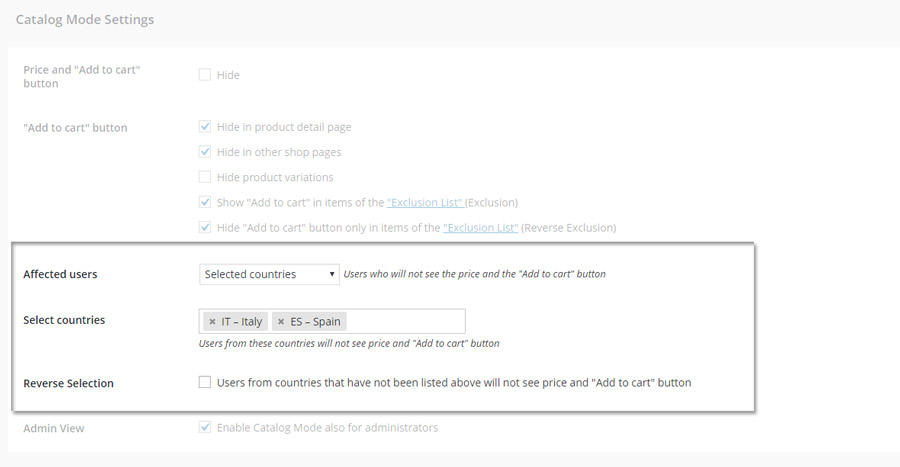 Catalog Mode Settings
Price and "Add to cart"
button
Hide
"Add to cart" button
Hide in product detail page
Hide in other shop pages
Hide product variations
Show "Add to cart" in items of the "Exclusion List" (Exclusion)
Hide "Add to cart" button only in items of the "Exclusion List" (Reverse Exclusion)
Affected users
Selected countries
Users who will not see the price and the "Add to cart" button
Select countries
× IT – Italy × ES – Spain
Users from these countries will not see price and "Add to cart" button
Reverse Selection
Users from countries that have not been listed above will not see price and "Add to cart" button
Admin View
Enable Catalog Mode also for administrators